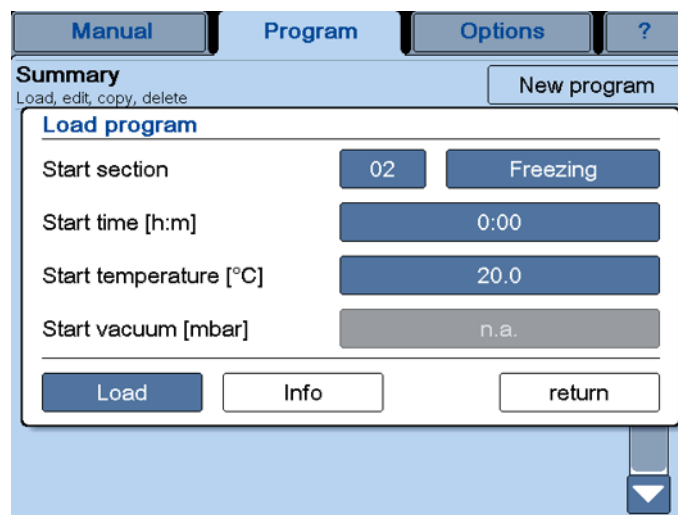 Manual Program Options ?
Summary
Load, edit, copy, delete
New program
Load program
Start section 02 Freezing
Start time [h:m] 0:00
Start temperature [°C] 20.0
Start vacuum [mbar] n.a.
Load Info return